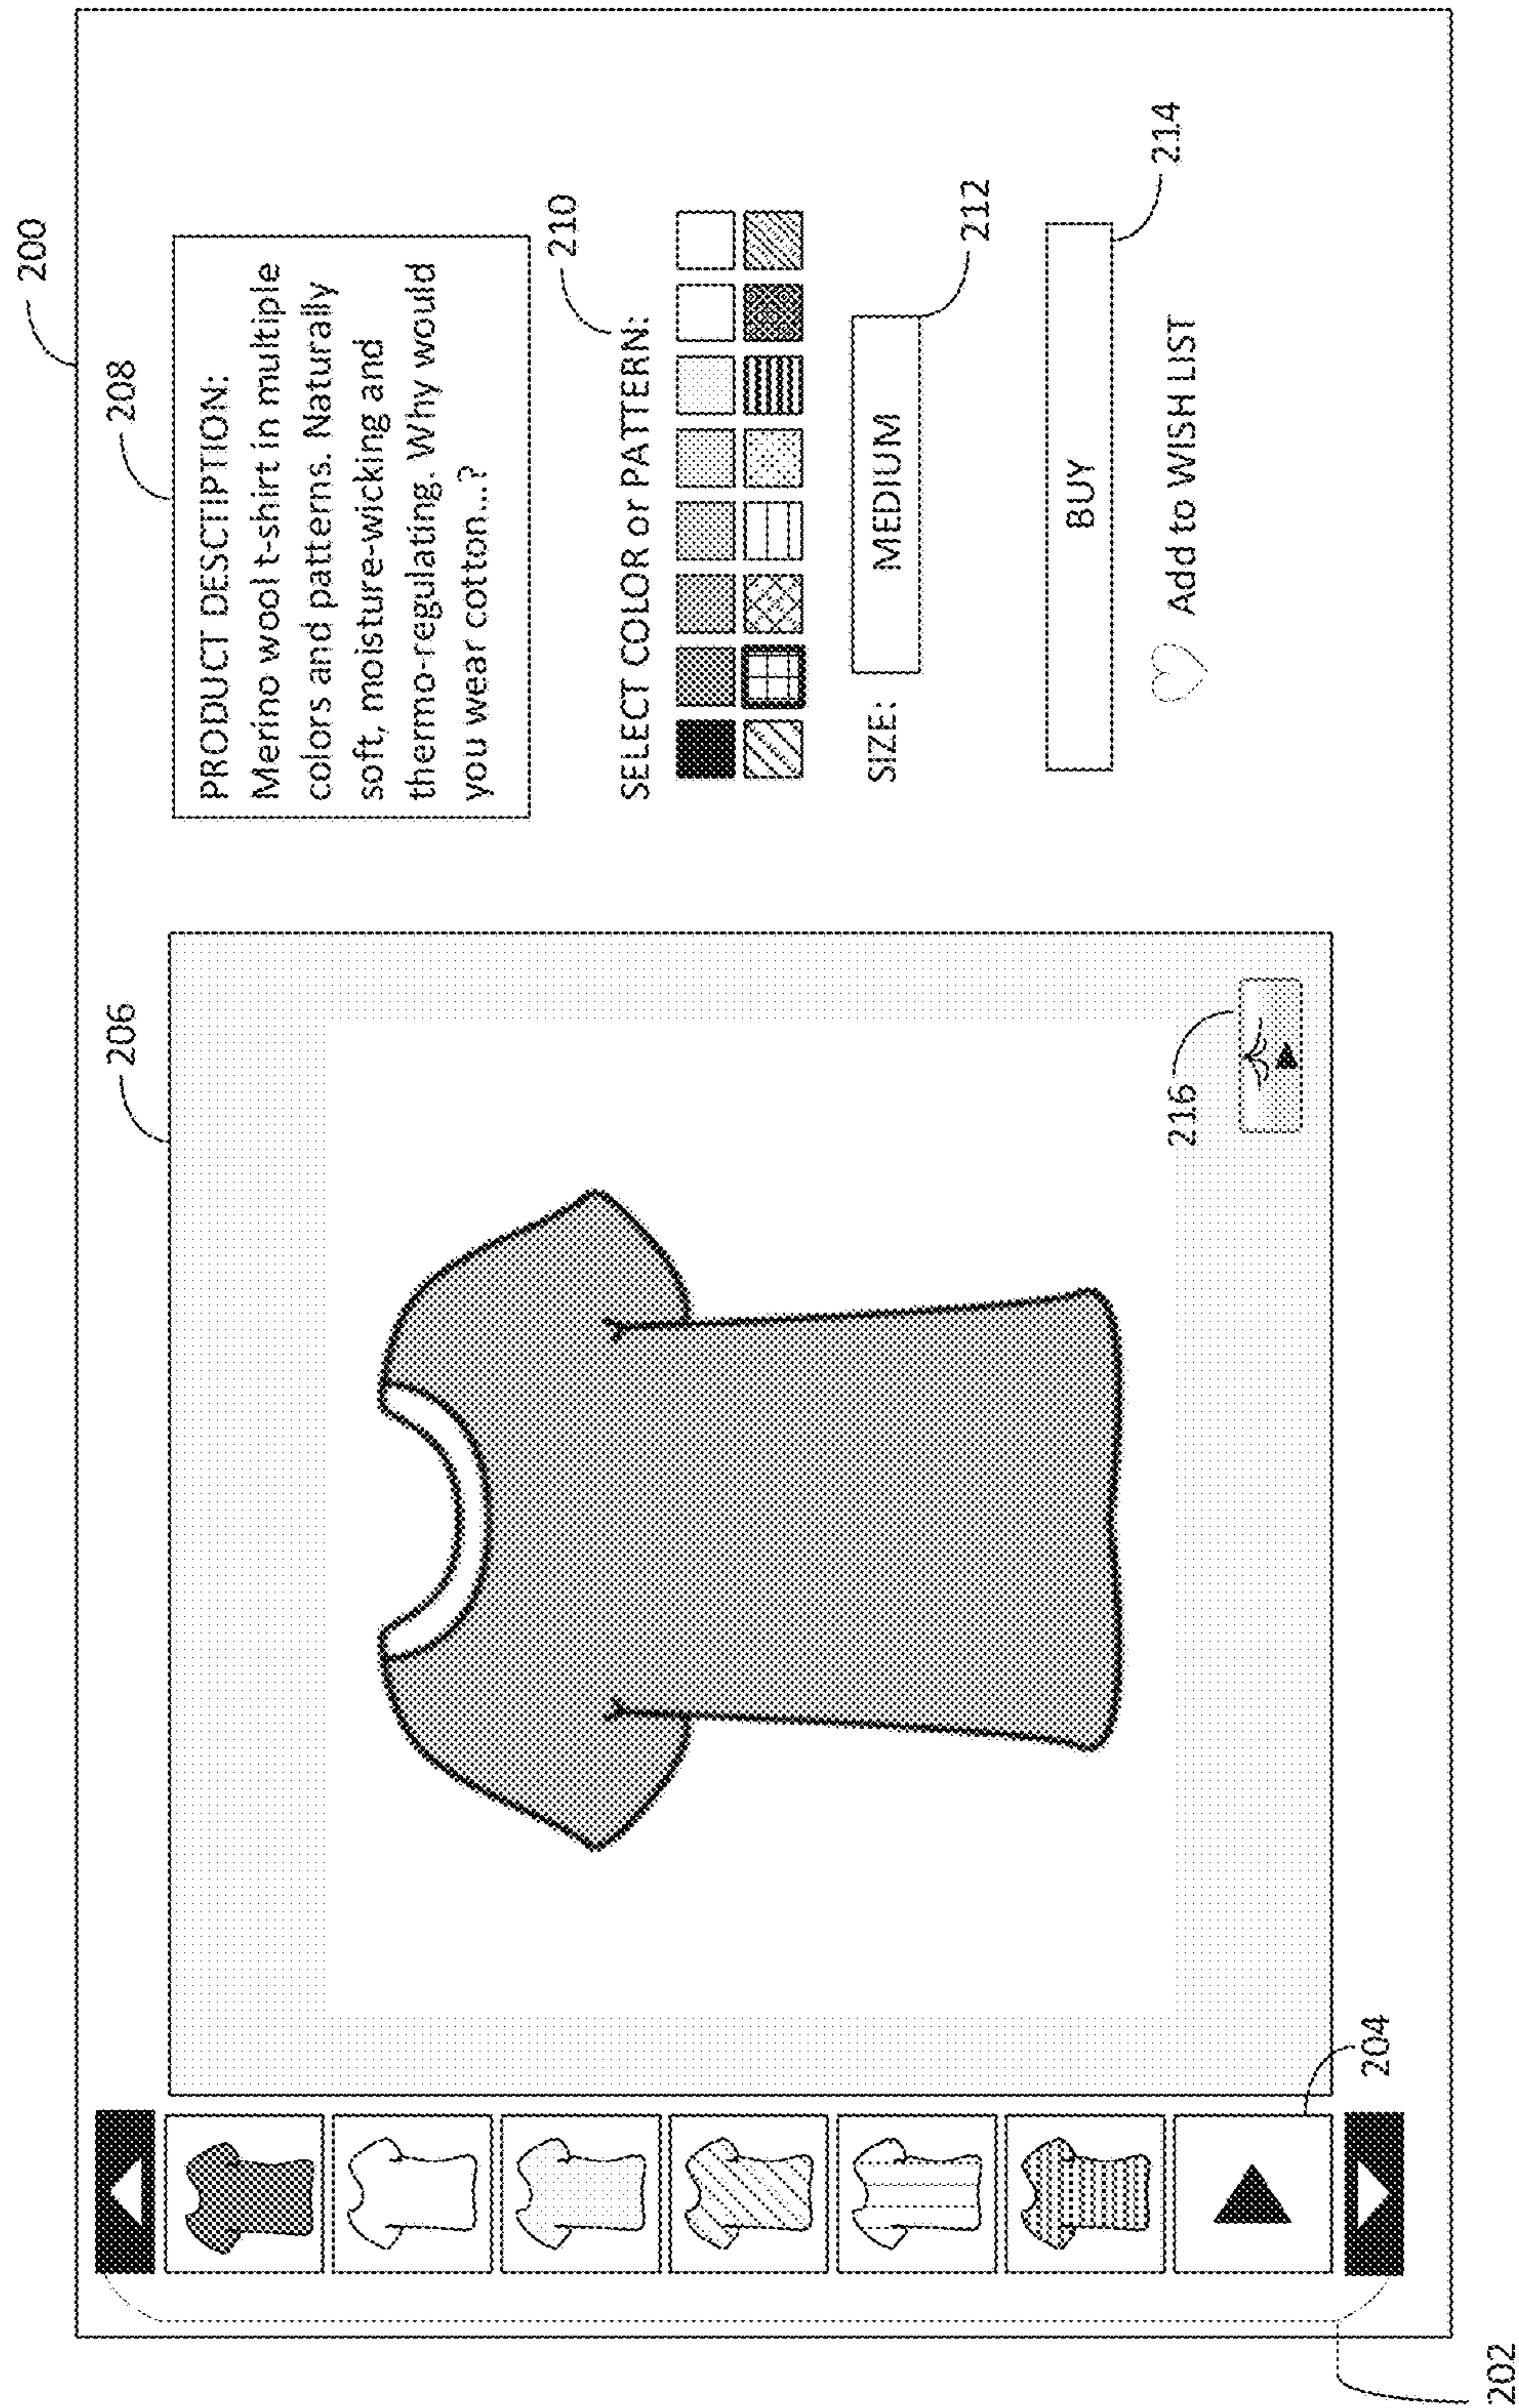 200
208
PRODUCT DESCTIPTION:
Merino wool t-shirt in multiple
colors and patterns. Naturally
soft, moisture-wicking and
thermo-regulating. Why would
you wear cotton...?
206
210
SELECT COLOR or PATTERN:
SIZE:
MEDIUM
212
BUY
214
Add to WISH LIST
216
204
202